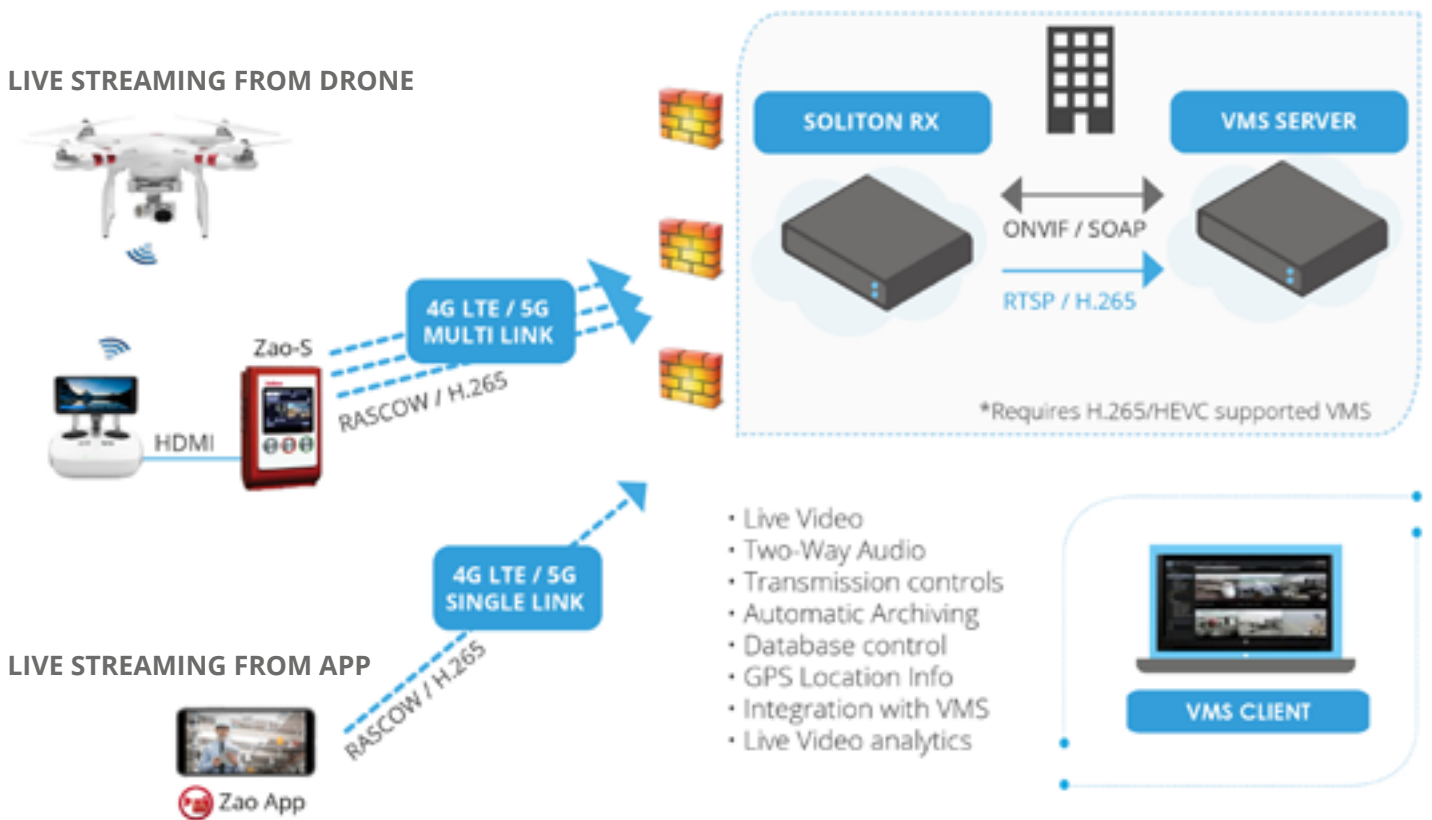 LIVE STREAMING FROM DRONE
SOLITON RX
VMS SERVER
ONVIF / SOAP
RTSP / H.265
*Requires H.265/HEVC supported VMS
4G LTE / 5G
MULTI LINK
Zao-S
RASCOW / H.265
HDMI
4G LTE / 5G
SINGLE LINK
RASCOW / H.265
LIVE STREAMING FROM APP
Zao App
• Live Video
• Two-Way Audio
• Transmission controls
• Automatic Archiving
• Database control
• GPS Location Info
• Integration with VMS
• Live Video analytics
VMS CLIENT